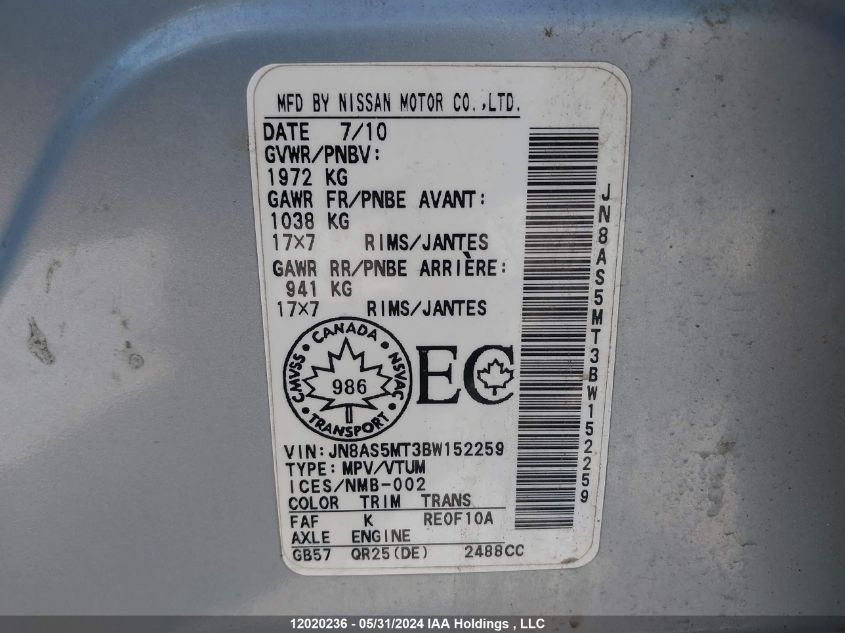 MFD BY NISSAN MOTOR CO.,LTD.
DATE 7/10
GVWR/PNBV:
1972 KG
GAWR FR/PNBE AVANT:
1038 KG
17×7 RIMS/JANTES
GAWR RR/PNBE ARRIÈRE:
941 KG
17×7 RIMS/JANTES
CANADA
CMVSS
NSVAC
986
TRANSPORT
EC
VIN:JN8AS5MT3BW152259
TYPE:MPV/VTUM
ICES/NMB-002
COLOR TRIM TRANS
FAF K RE0F10A
AXLE ENGINE
GB57 QR25(DE) 2488CC
JN8AS5MT3BW152259
12020236 - 05/31/2024 IAA Holdings , LLC